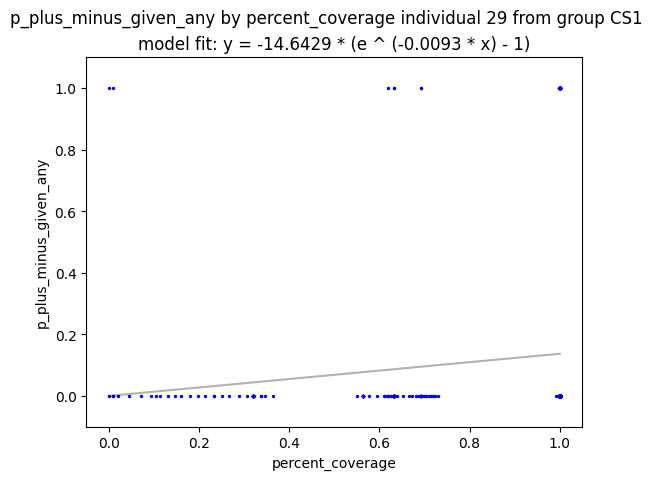 p_plus_minus_given_any by percent_coverage individual 29 from group CS1
model fit: y = -14.6429 * (e ^ (-0.0093 * x) - 1)
1.0
0.8
0.6
0.4
0.2
0.0
p_plus_minus_given_any
0.0 0.2 0.4 0.6 0.8 1.0
percent_coverage